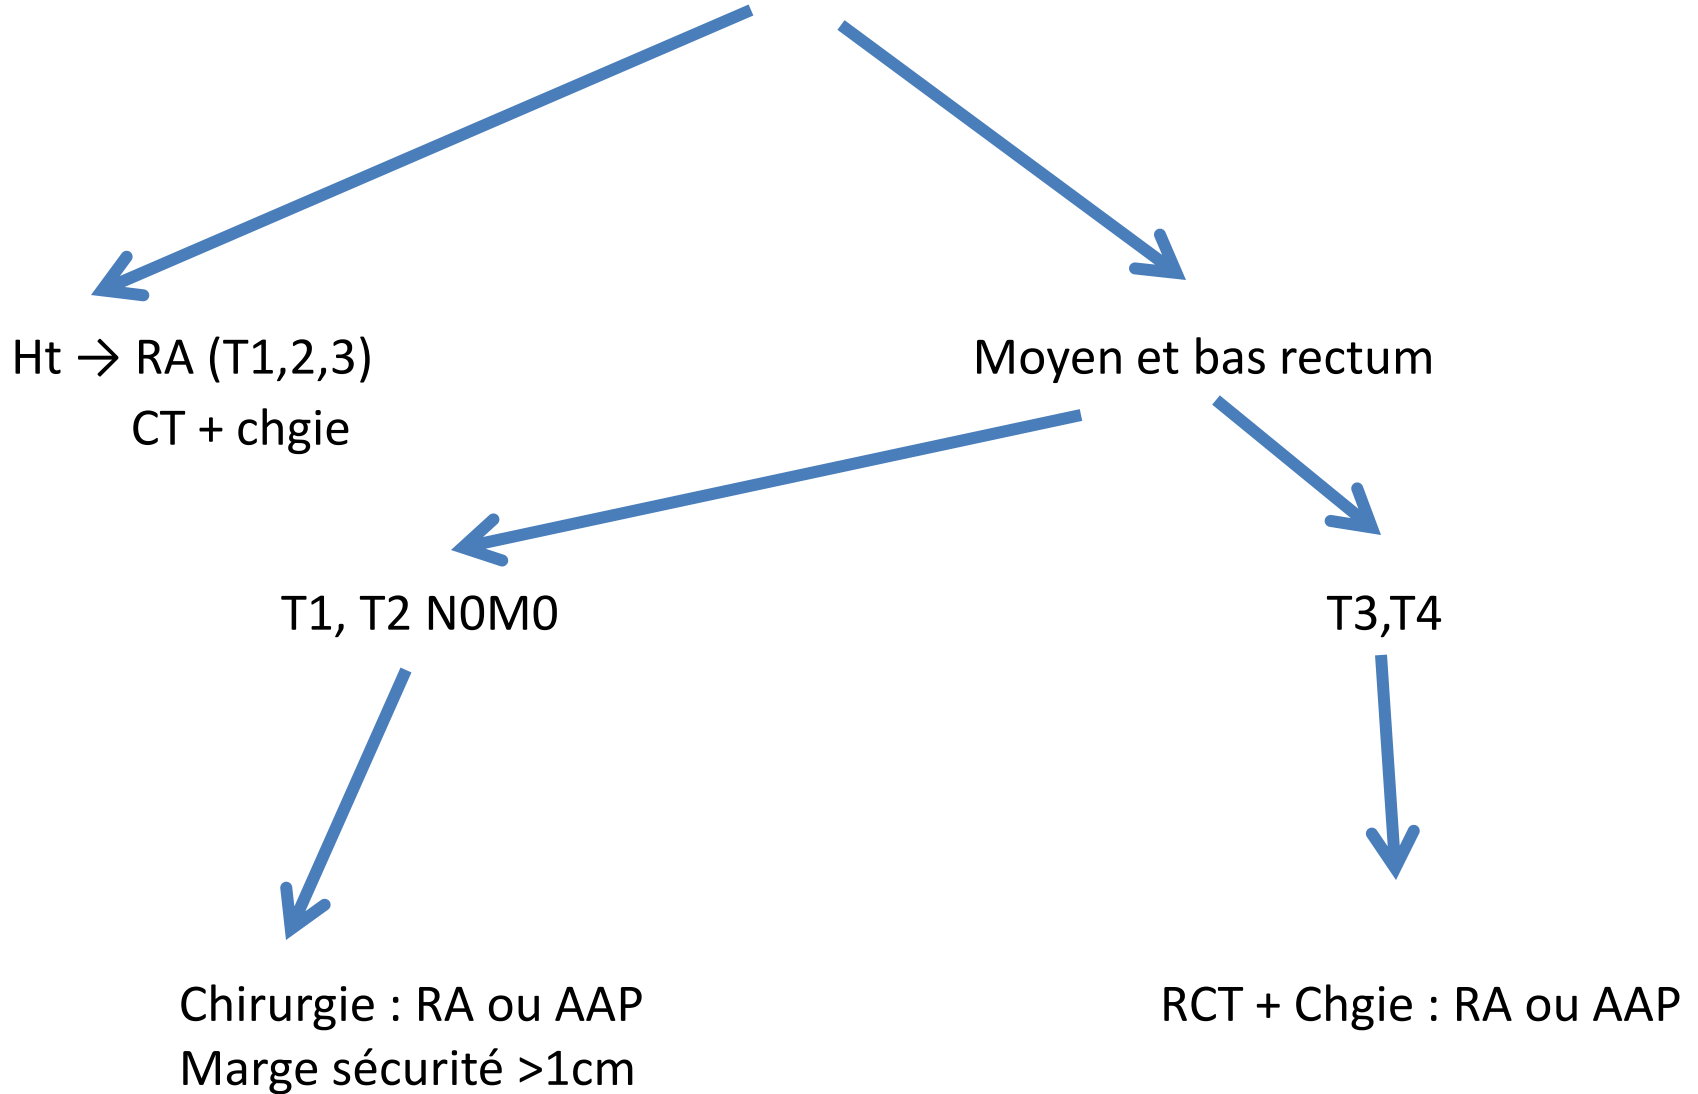 Ht → RA (T1,2,3)
CT + chgie
Moyen et bas rectum
T1, T2 N0M0
T3,T4
Chirurgie : RA ou AAP
Marge sécurité >1cm
RCT + Chgie : RA ou AAP